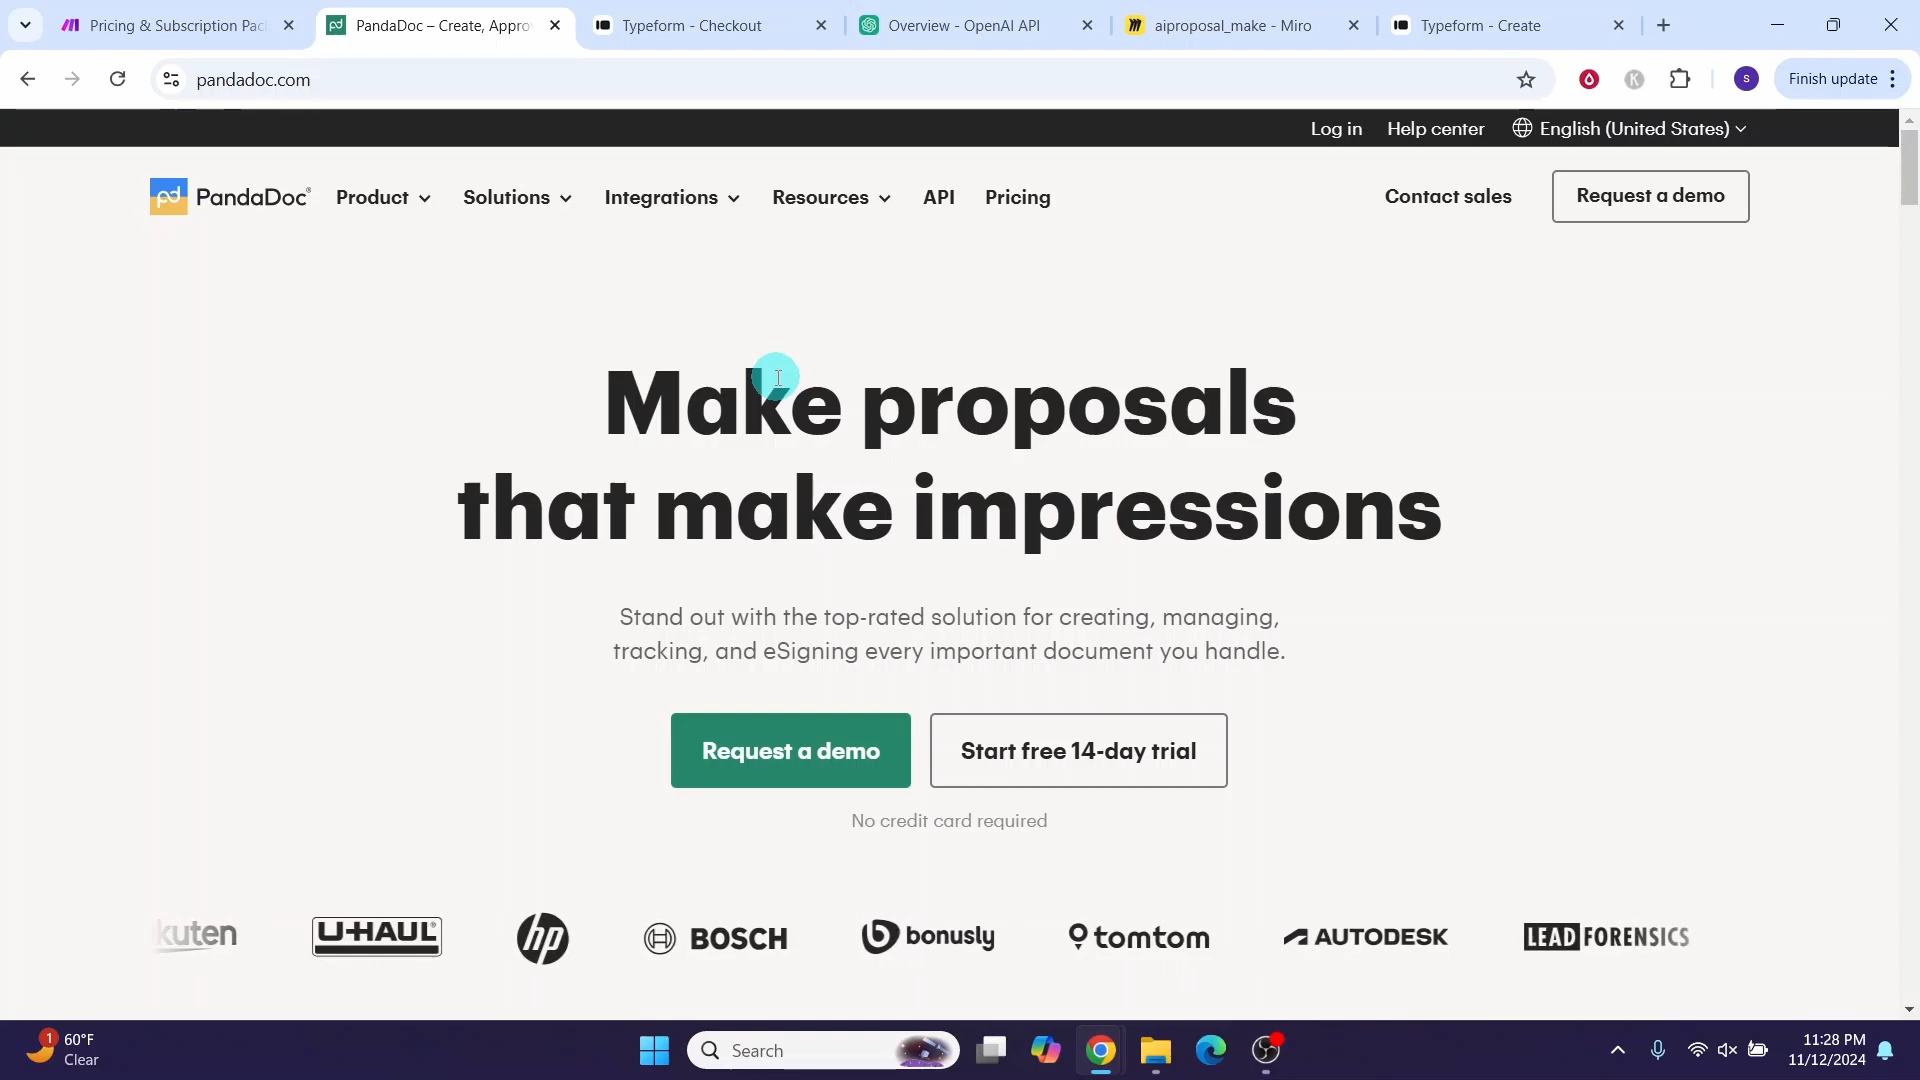 Pricing & Subscription Pac
PandaDoc – Create, Appro
Typeform - Checkout
Overview - OpenAI API
aiproposal_make - Miro
Typeform - Create
pandadoc.com
K
S
Finish update
Log in
Help center
English (United States)
pd PandaDoc®
Product
Solutions
Integrations
Resources
API
Pricing
Contact sales
Request a demo
Make proposals
that make impressions
Stand out with the top-rated solution for creating, managing,
tracking, and eSigning every important document you handle.
Request a demo
Start free 14-day trial
No credit card required
kuten
U-HAUL®
hp
BOSCH
bonusly
tomtom
AUTODESK
LEAD FORENSICS
1
60°F
Clear
Search
11:28 PM
11/12/2024